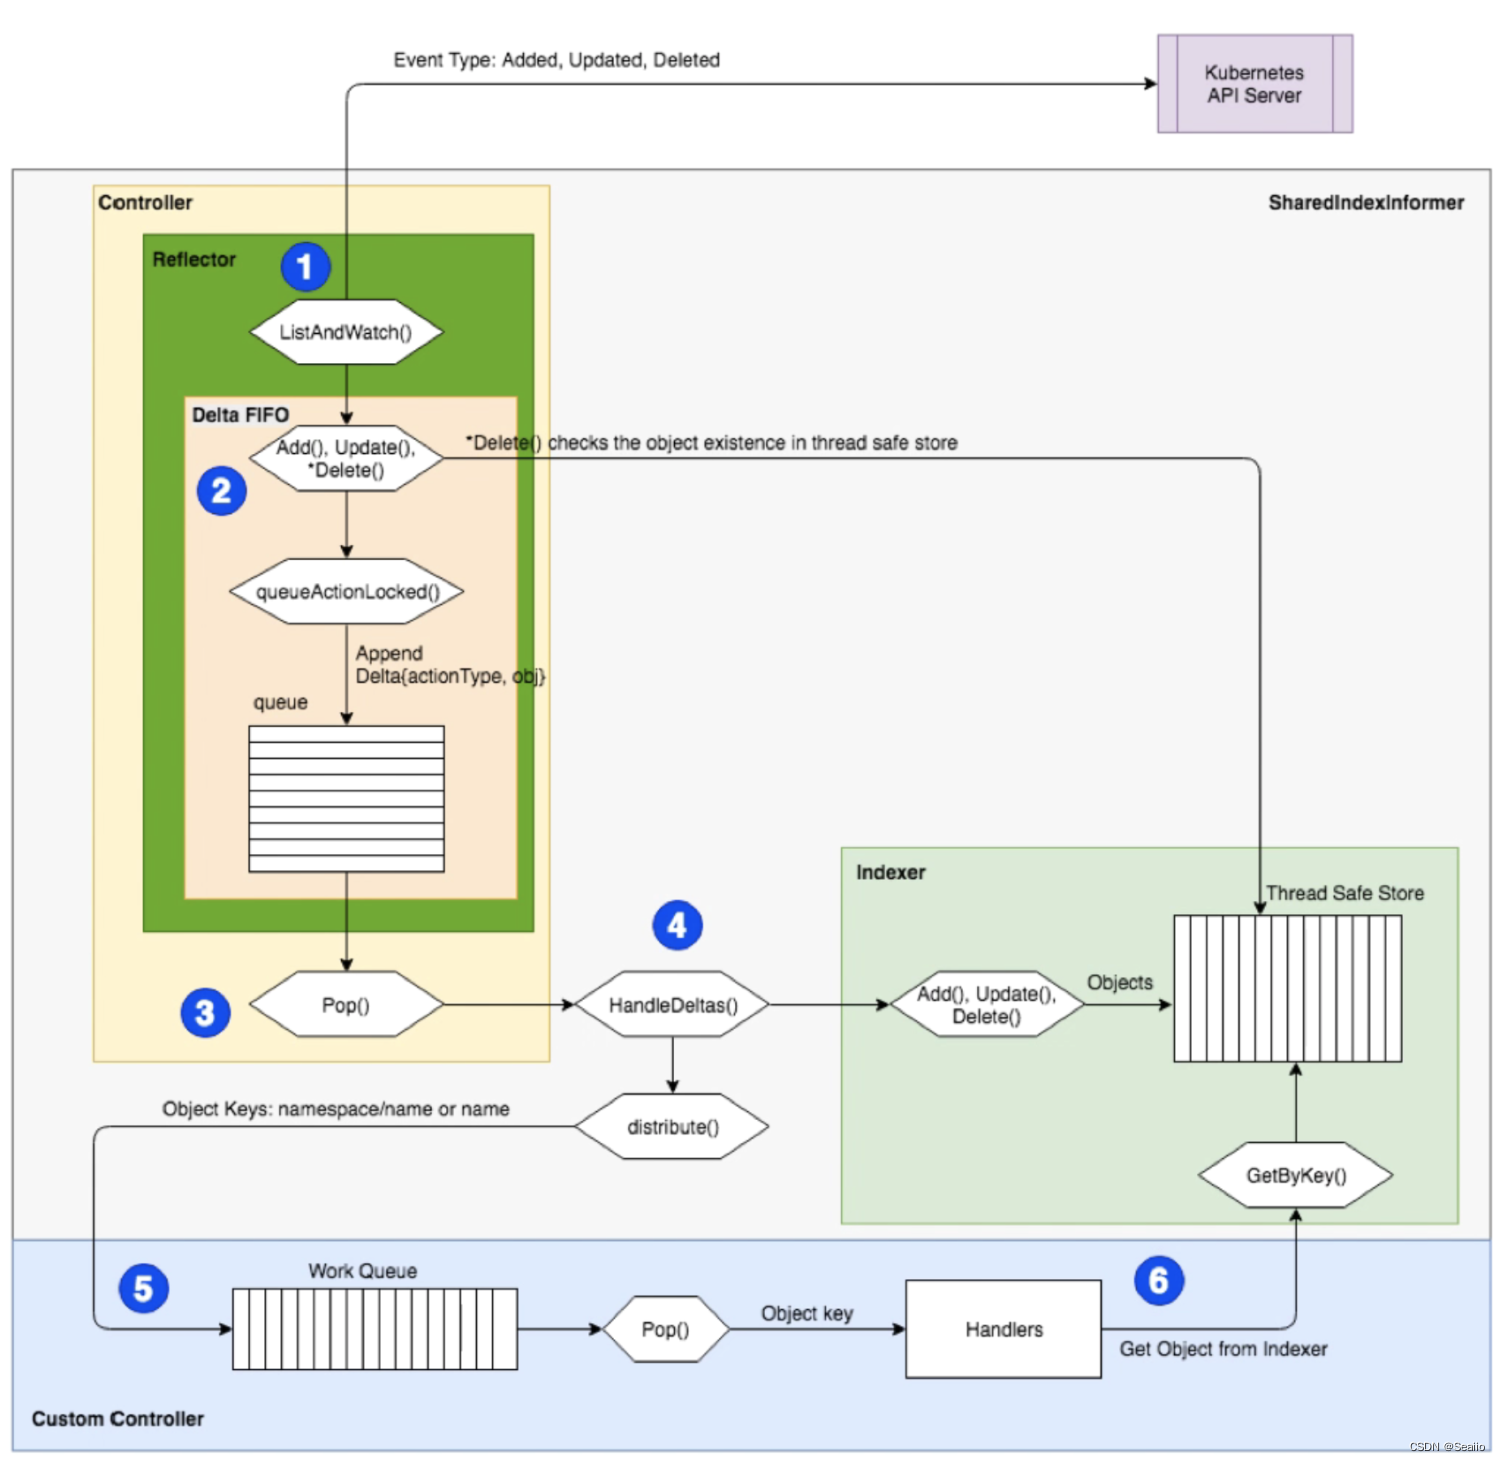 Event Type: Added, Updated, Deleted
Kubernetes
API Server
Controller
SharedIndexInformer
Reflector
1
ListAndWatch()
Delta FIFO
Add(), Update(),
*Delete()
*Delete() checks the object existence in thread safe store
2
queueActionLocked()
Append
Delta{actionType, obj}
queue
Indexer
Thread Safe Store
4
3
Pop()
HandleDeltas()
Add(), Update(),
Delete()
Objects
Object Keys: namespace/name or name
distribute()
GetByKey()
5
Work Queue
6
Pop()
Object key
Handlers
Get Object from Indexer
Custom Controller
CSDN @Seaiio